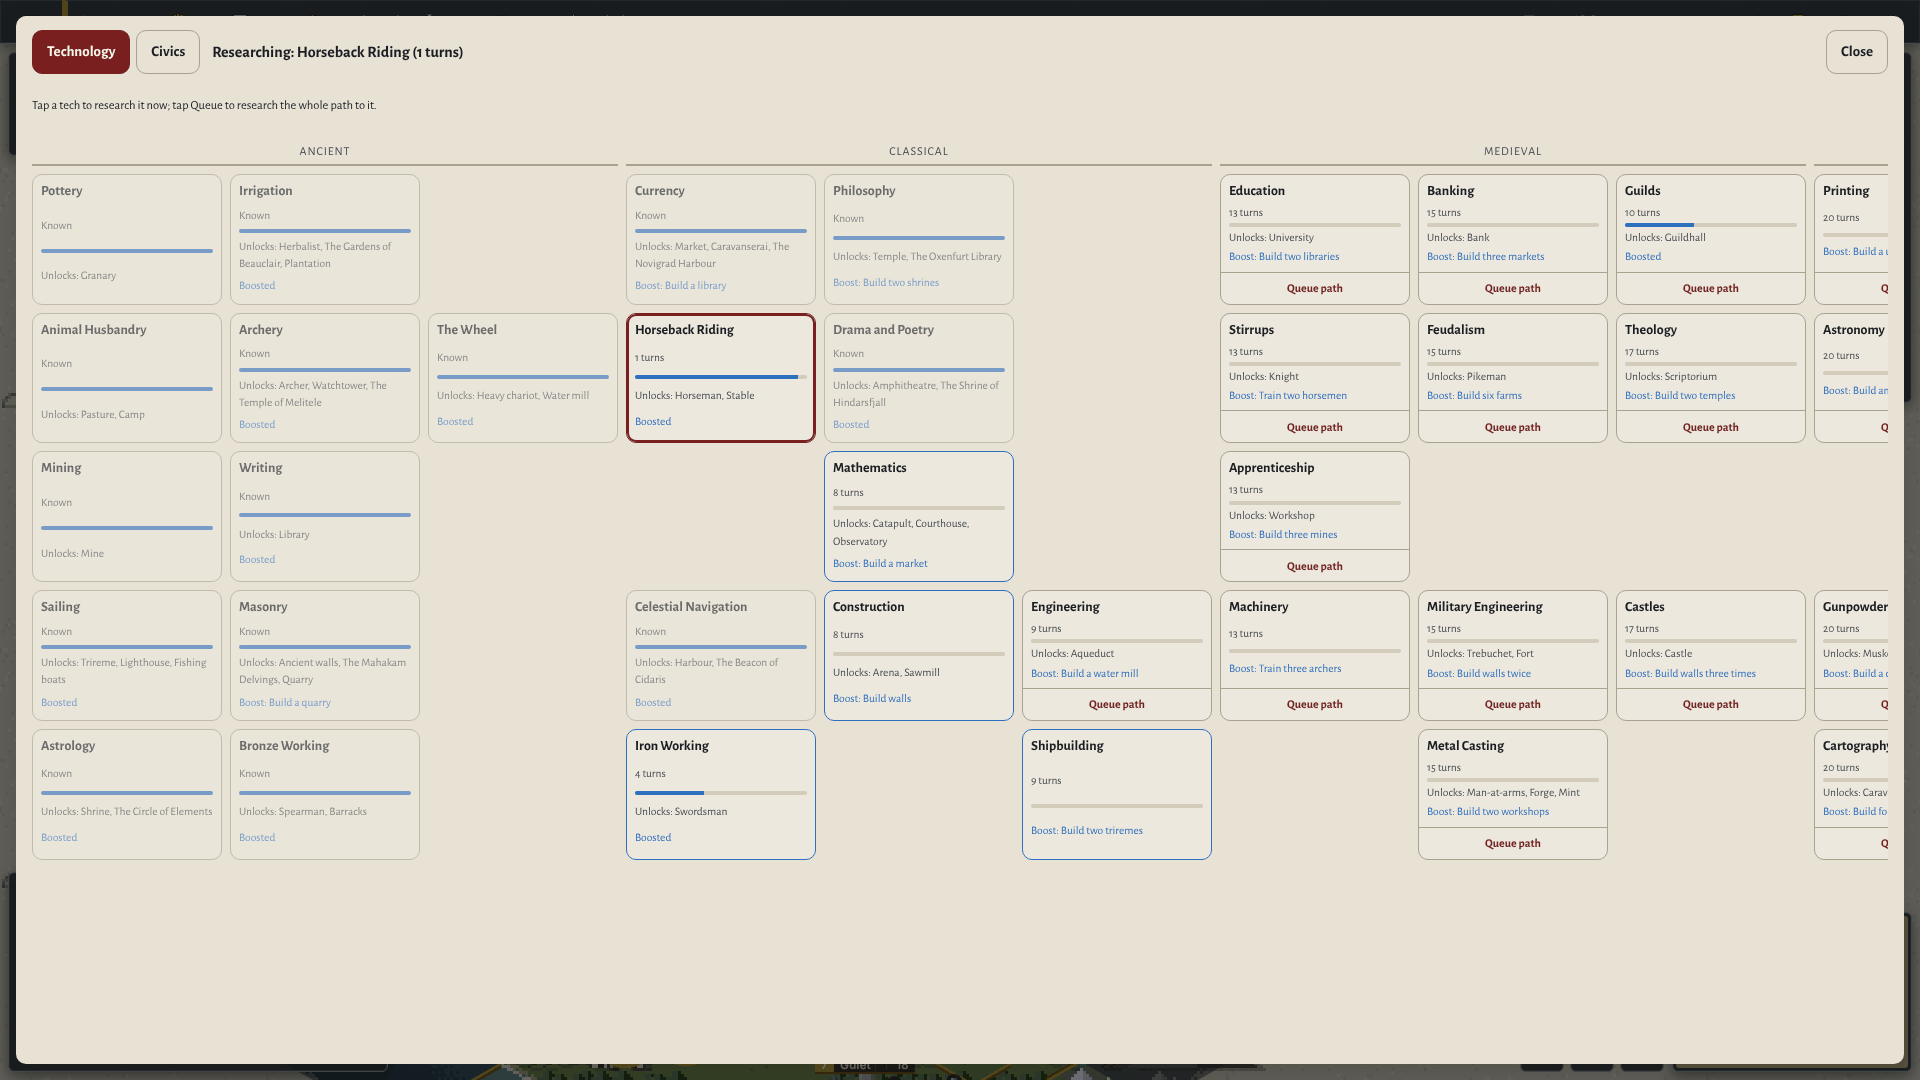 Technology
Civics
Researching: Horseback Riding (1 turns)
Close
Tap a tech to research it now; tap Queue to research the whole path to it.
ANCIENT
CLASSICAL
MEDIEVAL
Pottery
Known
Unlocks: Granary
Irrigation
Known
Unlocks: Herbalist, The Gardens of
Beauclair, Plantation
Boosted
Currency
Known
Unlocks: Market, Caravanserai, The
Novigrad Harbour
Boost: Build a library
Philosophy
Known
Unlocks: Temple, The Oxenfurt Library
Boost: Build two shrines
Education
13 turns
Unlocks: University
Boost: Build two libraries
Queue path
Banking
15 turns
Unlocks: Bank
Boost: Build three markets
Queue path
Guilds
10 turns
Unlocks: Guildhall
Boosted
Queue path
Printing
20 turns
Boost: Build a
Animal Husbandry
Known
Unlocks: Pasture, Camp
Archery
Known
Unlocks: Archer, Watchtower, The
Temple of Melitele
Boosted
The Wheel
Known
Unlocks: Heavy chariot, Water mill
Boosted
Horseback Riding
1 turns
Unlocks: Horseman, Stable
Boosted
Drama and Poetry
Known
Unlocks: Amphitheatre, The Shrine of
Hindarsfjall
Boosted
Stirrups
13 turns
Unlocks: Knight
Boost: Train two horsemen
Queue path
Feudalism
15 turns
Unlocks: Pikeman
Boost: Build six farms
Queue path
Theology
17 turns
Unlocks: Scriptorium
Boost: Build two temples
Queue path
Astronomy
20 turns
Boost: Build
Mining
Known
Unlocks: Mine
Writing
Known
Unlocks: Library
Boosted
Mathematics
8 turns
Unlocks: Catapult, Courthouse,
Observatory
Boost: Build a market
Apprenticeship
13 turns
Unlocks: Workshop
Boost: Build three mines
Queue path
Sailing
Known
Unlocks: Trireme, Lighthouse, Fishing
boats
Boosted
Masonry
Known
Unlocks: Ancient walls, The Mahakam
Delvings, Quarry
Boost: Build a quarry
Celestial Navigation
Known
Unlocks: Harbour, The Beacon of
Cidaris
Boosted
Construction
8 turns
Unlocks: Arena, Sawmill
Boost: Build walls
Engineering
9 turns
Unlocks: Aqueduct
Boost: Build a water mill
Queue path
Machinery
13 turns
Boost: Train three archers
Queue path
Military Engineering
15 turns
Unlocks: Trebuchet, Fort
Boost: Build walls twice
Queue path
Castles
17 turns
Unlocks: Castle
Boost: Build walls three times
Queue path
Gunpowder
20 turns
Unlocks:
Boost: Build a
Astrology
Known
Unlocks: Shrine, The Circle of Elements
Boosted
Bronze Working
Known
Unlocks: Spearman, Barracks
Iron Working
4 turns
Unlocks: Swordsman
Boosted
Shipbuilding
9 turns
Boost: Build two triremes
Metal Casting
15 turns
Unlocks: Man-at-arms, Forge, Mint
Boost: Build two workshops
Queue path
Cartography
20 turns
Unlocks:
Boost: Build